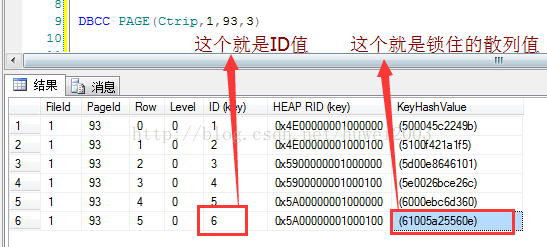 8
9 DBCC PAGE(Ctrip,1,93,3)
10
这个就是ID值 这个就是锁住的散列值
结果 消息
FileId PageId Row Level ID (key) HEAP RID (key) KeyHashValue
1 1 93 0 0 1 0x4E00000001000000 (500045c2249b)
2 1 93 1 0 2 0x4E00000001000100 (5100f421a1f5)
3 1 93 2 0 3 0x5900000001000000 (5d00e8646101)
4 1 93 3 0 4 0x5900000001000100 (5e0026bce26c)
5 1 93 4 0 5 0x5A00000001000000 (6000ebc6d360)
6 1 93 5 0 6 0x5A00000001000100 (61005a25560e)